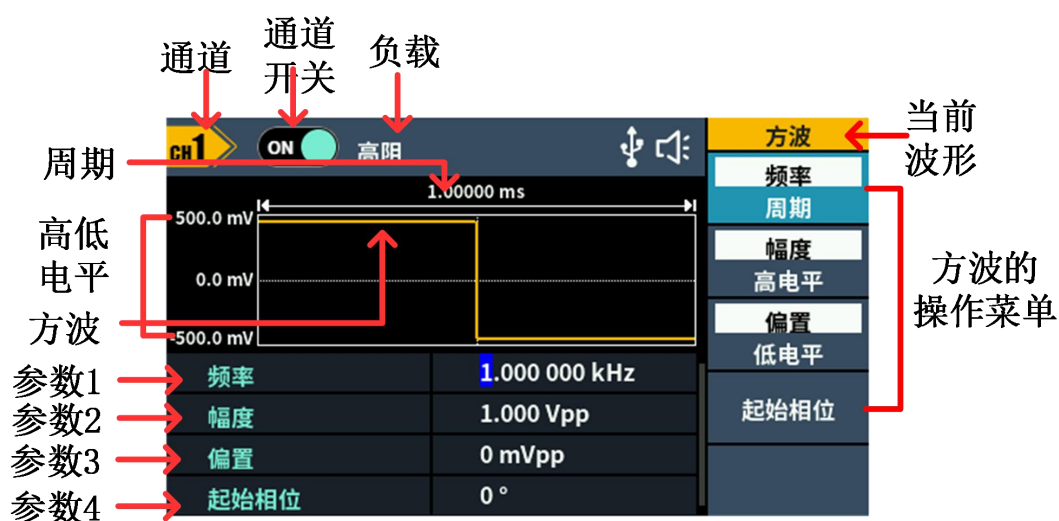 通道
通道
开关
负载
当前
波形
CH1
ON
高阻
方波
周期
1.00000 ms
频率
周期
500.0 mV
高低
电平
幅度
高电平
方波的
操作菜单
0.0 mV
方波
偏置
低电平
-500.0 mV
参数1
频率
1.000 000 kHz
参数2
幅度
1.000 Vpp
起始相位
参数3
偏置
0 mVpp
参数4
起始相位
0 °